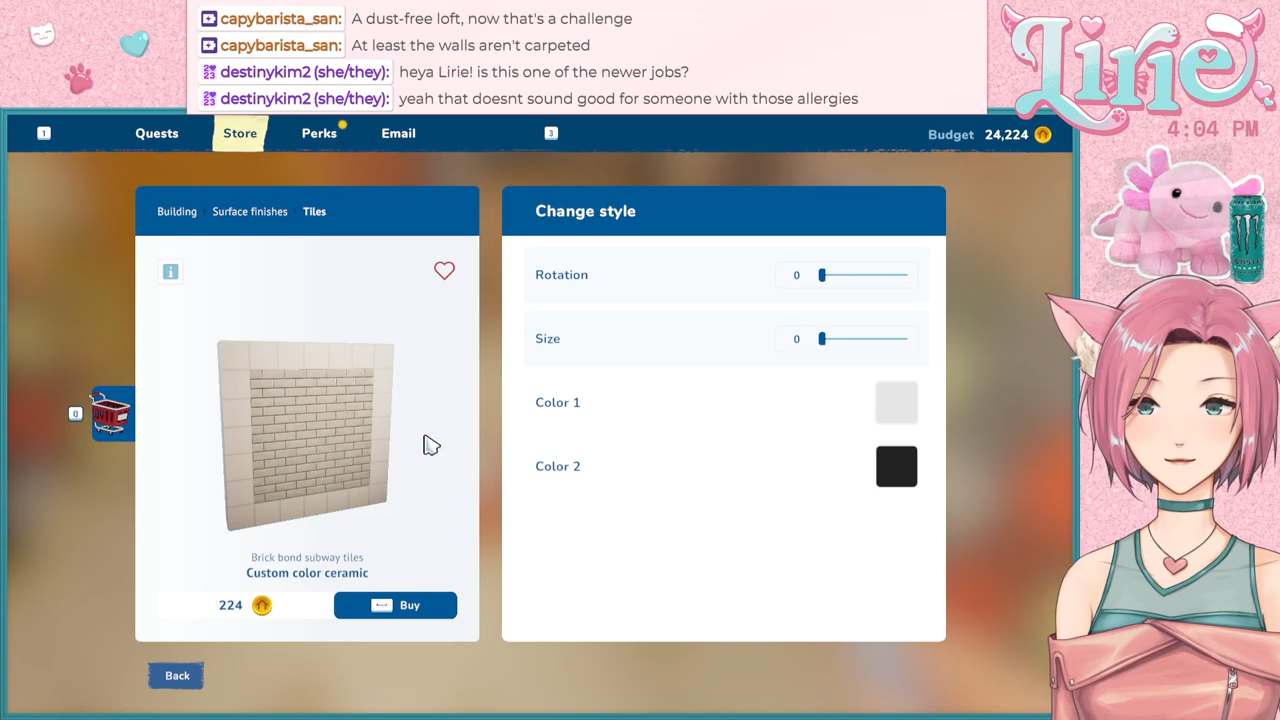 capybarista_san: A dust-free loft, now that's a challenge
capybarista_san: At least the walls aren't carpeted
destinykim2 (she/they): heya Lirie! is this one of the newer jobs?
destinykim2 (she/they): yeah that doesnt sound good for someone with those allergies
Lirie
4:04 PM
1 Quests Store Perks Email 3 Budget 24,224
Building Surface finishes Tiles
Change style
Rotation 0
Size 0
Color 1
Color 2
Q
Brick bond subway tiles
Custom color ceramic
224 Buy
Back